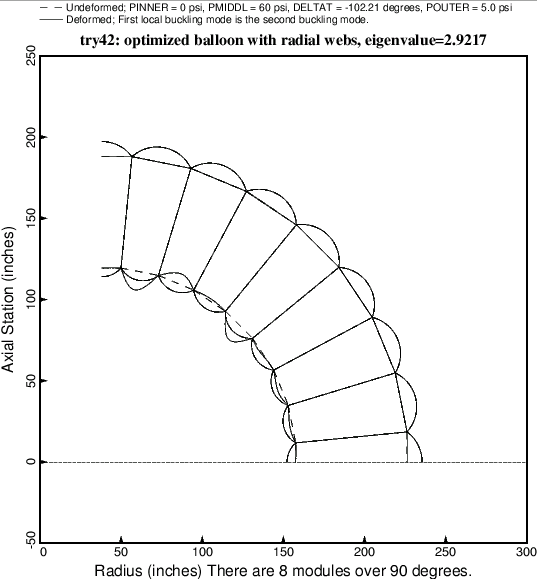 Undeformed; PINNER = 0 psi, PMIDDL = 60 psi, DELTAT = -102.21 degrees, POUTER = 5.0 psi
Deformed; First local buckling mode is the second buckling mode.
try42: optimized balloon with radial webs, eigenvalue=2.9217
250
200
150
100
50
0
-50
Axial Station (inches)
0 50 100 150 200 250 300
Radius (inches) There are 8 modules over 90 degrees.